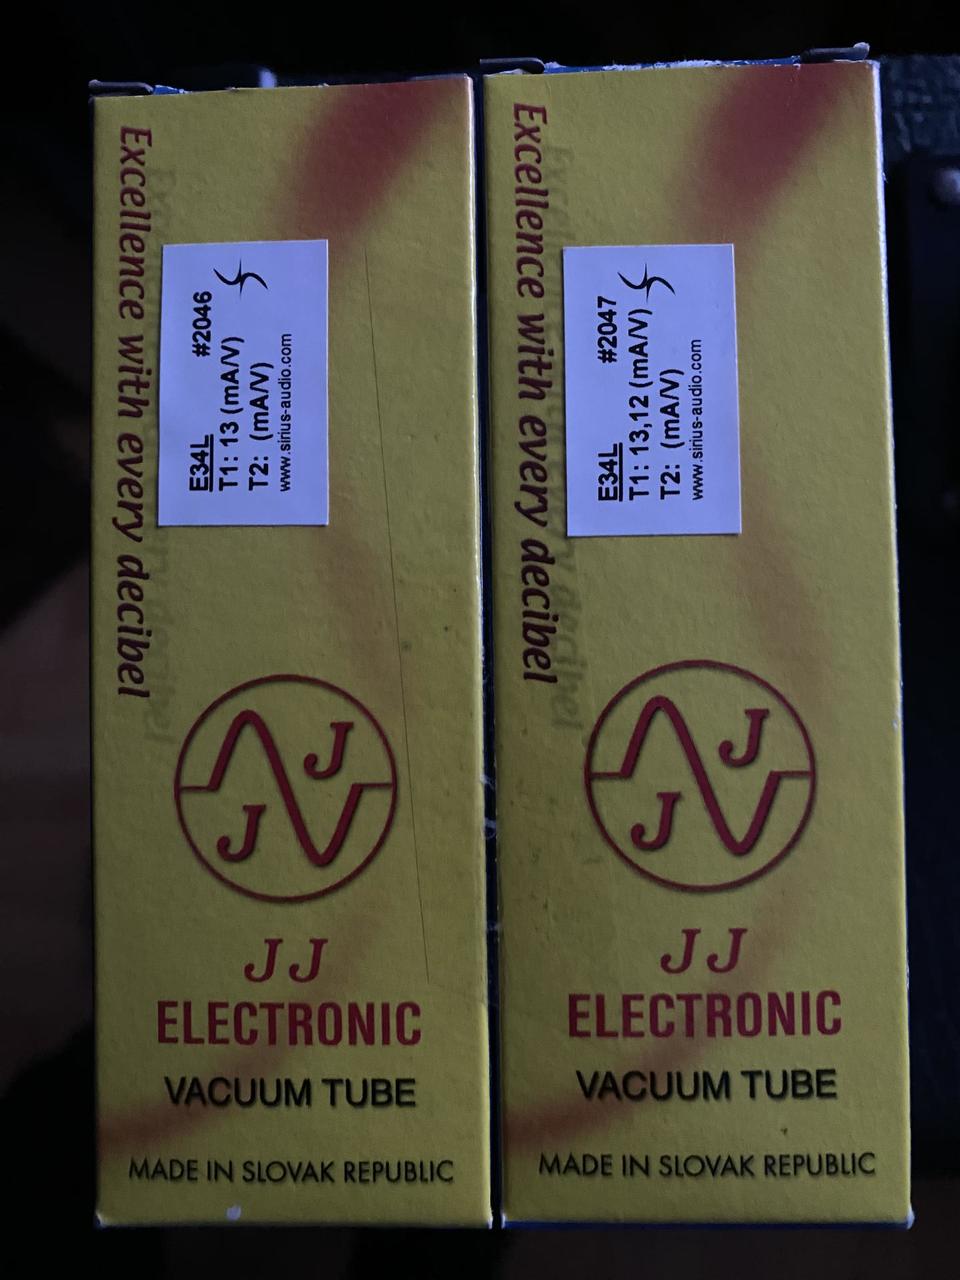 Excellence with every decibel
E34L #2046
T1: 13 (mA/V)
T2: (mA/V)
www.sirius-audio.com
J
J
JJ
ELECTRONIC
VACUUM TUBE
MADE IN SLOVAK REPUBLIC
Excellence with every decibel
E34L #2047
T1: 13,12 (mA/V)
T2: (mA/V)
www.sirius-audio.com
J
J
JJ
ELECTRONIC
VACUUM TUBE
MADE IN SLOVAK REPUBLIC